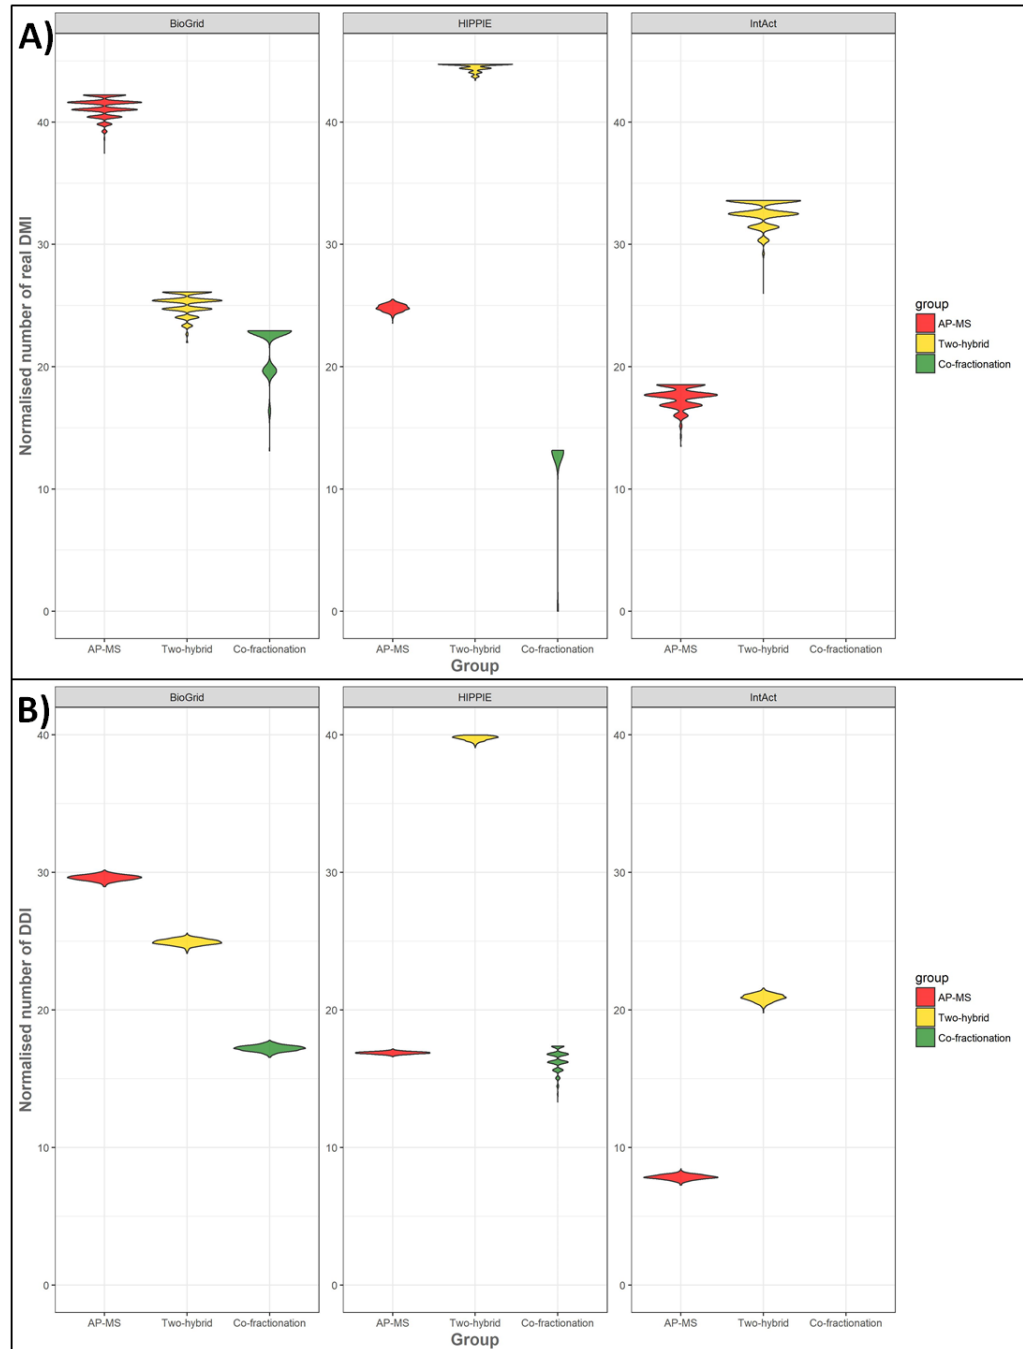 A)
BioGrid HIPPIE IntAct
Normalised number of real DMI
40 40 40
30 30 30
20 20 20
10 10 10
0 0 0
AP-MS Two-hybrid Co-fractionation AP-MS Two-hybrid Co-fractionation AP-MS Two-hybrid Co-fractionation
Group
group
AP-MS
Two-hybrid
Co-fractionation
B)
BioGrid HIPPIE IntAct
Normalised number of DDI
40 40 40
30 30 30
20 20 20
10 10 10
0 0 0
AP-MS Two-hybrid Co-fractionation AP-MS Two-hybrid Co-fractionation AP-MS Two-hybrid Co-fractionation
Group
group
AP-MS
Two-hybrid
Co-fractionation